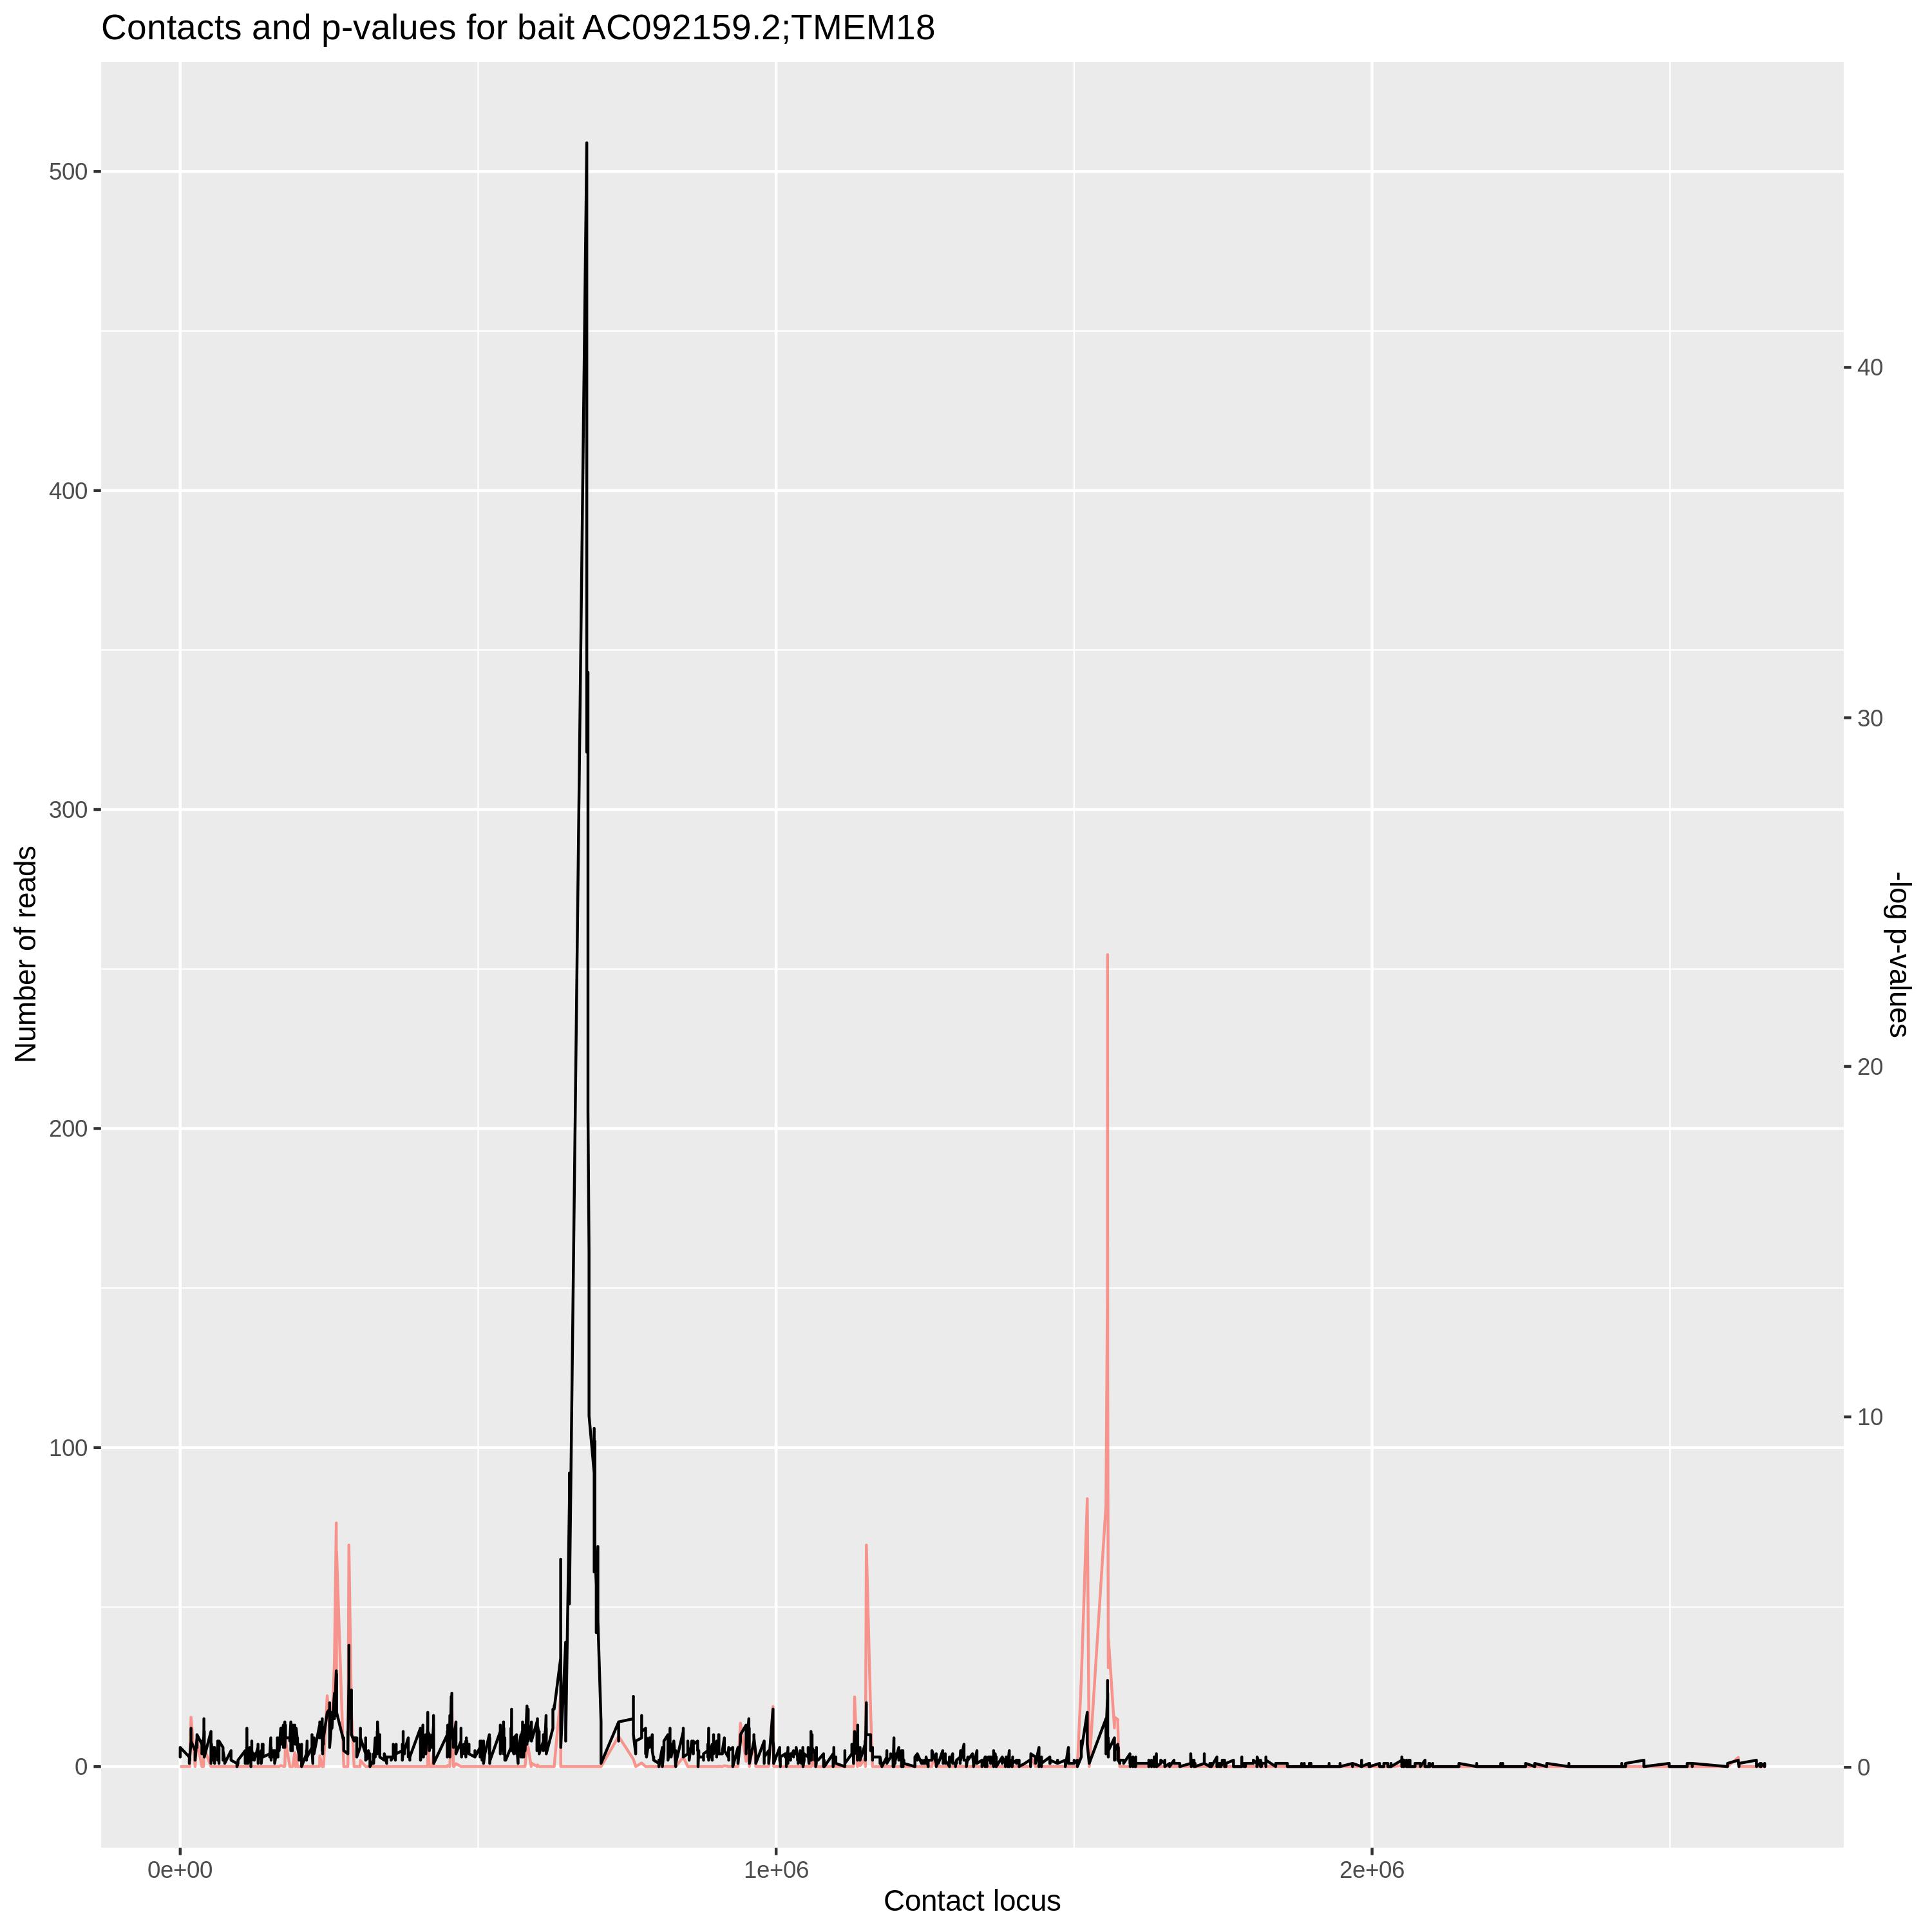 Contacts and p-values for bait AC092159.2;TMEM18
500
400
300
200
100
0
Number of reads
40
30
20
10
0
-log p-values
0e+00
1e+06
2e+06
Contact locus